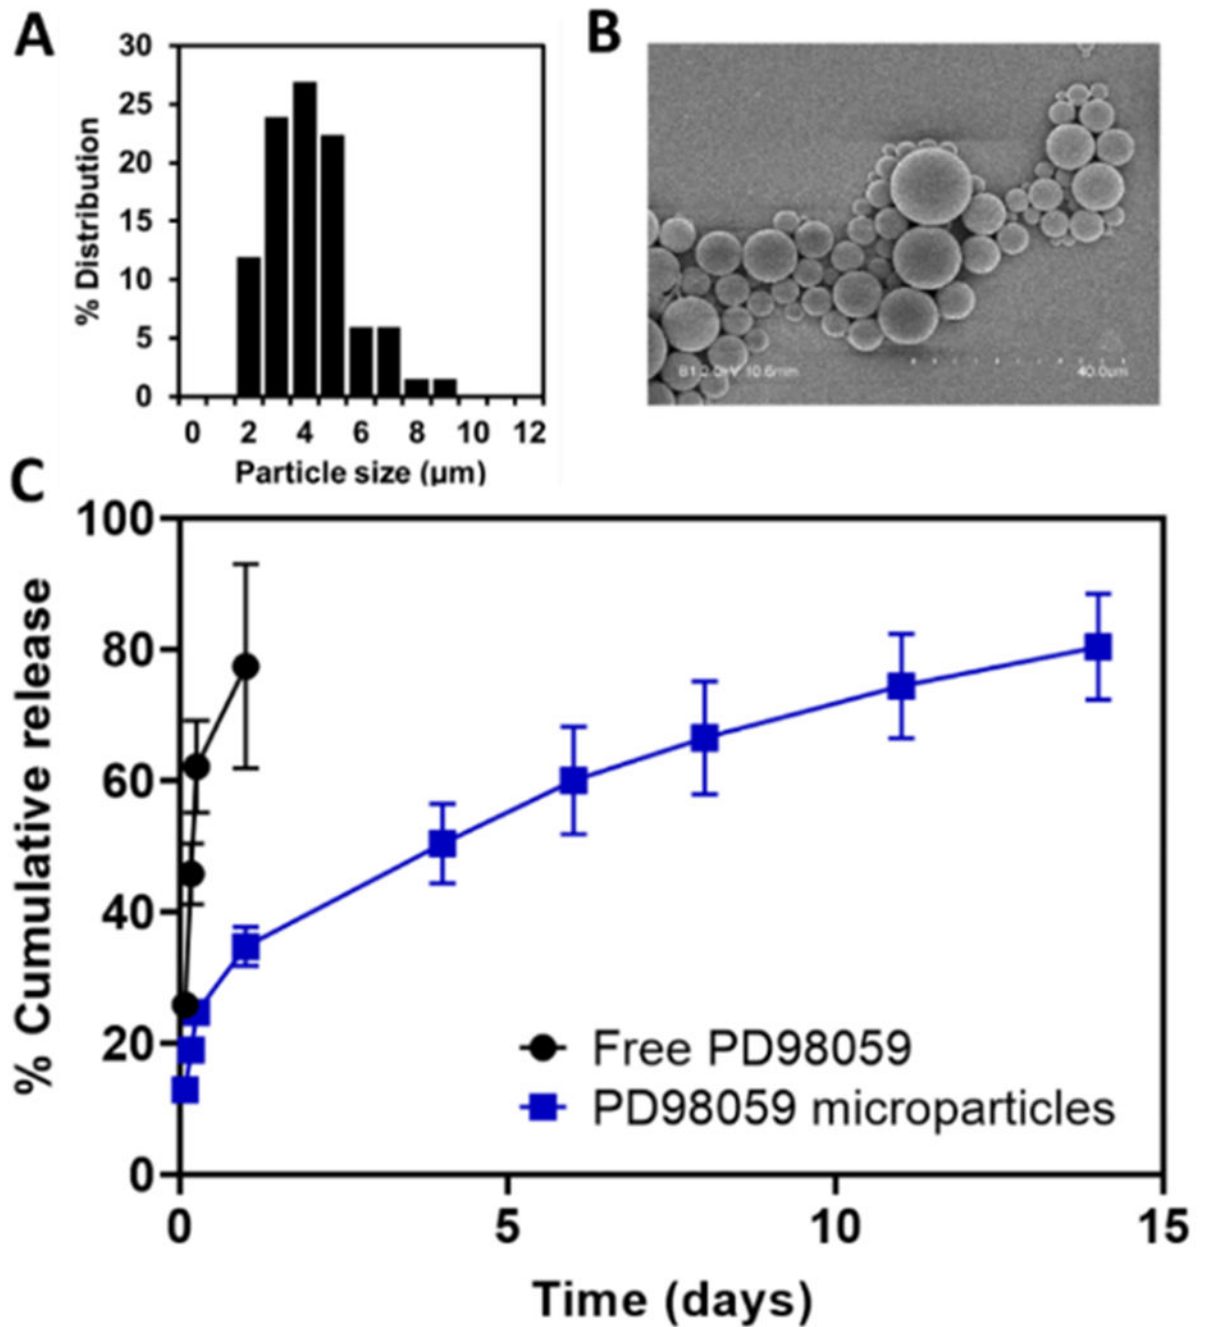 A
B
30
25
20
15
10
5
0
% Distribution
0 2 4 6 8 10 12
Particle size (µm)
10.6mm
40.0µm
C
100
80
60
40
20
0
% Cumulative release
Free PD98059
PD98059 microparticles
0 5 10 15
Time (days)